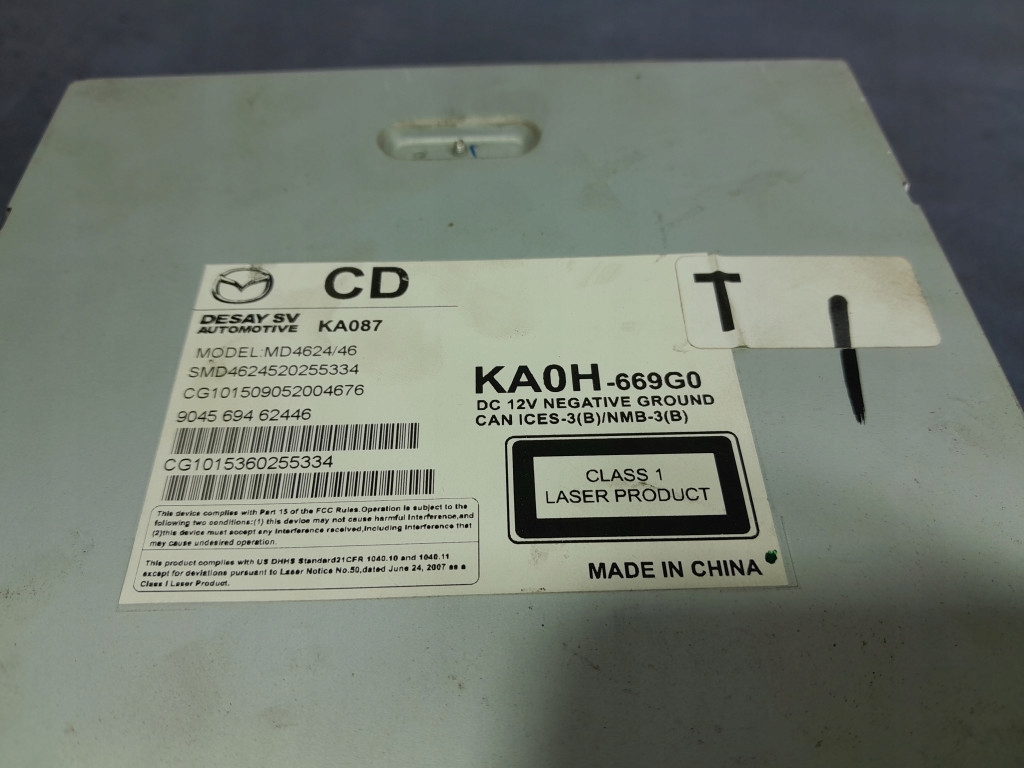 CD
DESAY SV
AUTOMOTIVE KA087
MODEL:MD4624/46
SMD4624520255334
CG101509052004676
9045 694 62446
CG1015360255334
This device complies with Part 15 of the FCC Rules.Operation is subject to the
following two conditions:(1) this device may not cause harmful interference,and
(2)this device must accept any interference received,including interference that
may cause undesired operation.
This product complies with US DHHS Standard21CFR 1040.10 and 1040.11
except for deviations pursuant to Laser Notice No.50,dated June 24, 2007 as a
Class I Laser Product.
T
KA0H-669G0
DC 12V NEGATIVE GROUND
CAN ICES-3(B)/NMB-3(B)
CLASS 1
LASER PRODUCT
MADE IN CHINA